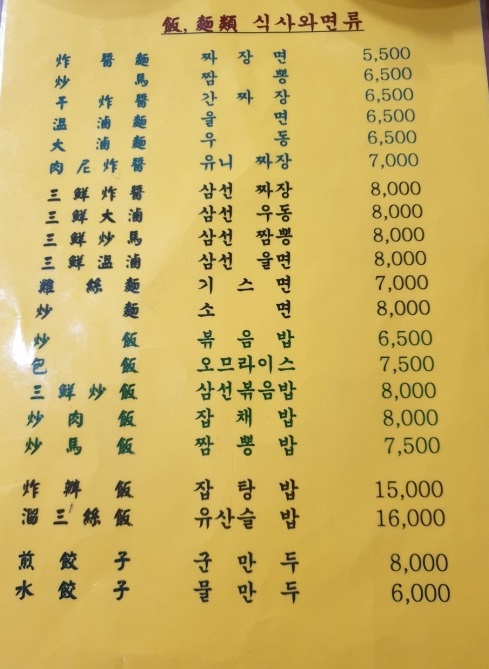 飯, 麵類 식사와면류
炸醬麵 짜장면 5,500
炒馬 짬뽕 6,500
干炸醬 간짜장 6,500
溫滷麵 울면 6,500
大滷麵 우동 6,500
肉尼炸醬 유니짜장 7,000
三鮮炸醬 삼선짜장 8,000
三鮮大滷 삼선우동 8,000
三鮮炒馬 삼선짬뽕 8,000
三鮮溫滷 삼선울면 8,000
雞絲麵 기스면 7,000
炒麵 소면 8,000
炒飯 볶음밥 6,500
包飯 오므라이스 7,500
三鮮炒飯 삼선볶음밥 8,000
炒肉飯 잡채밥 8,000
炒馬飯 짬뽕밥 7,500
炸辦飯 잡탕밥 15,000
溜三絲飯 유산슬밥 16,000
煎餃子 군만두 8,000
水餃子 물만두 6,000